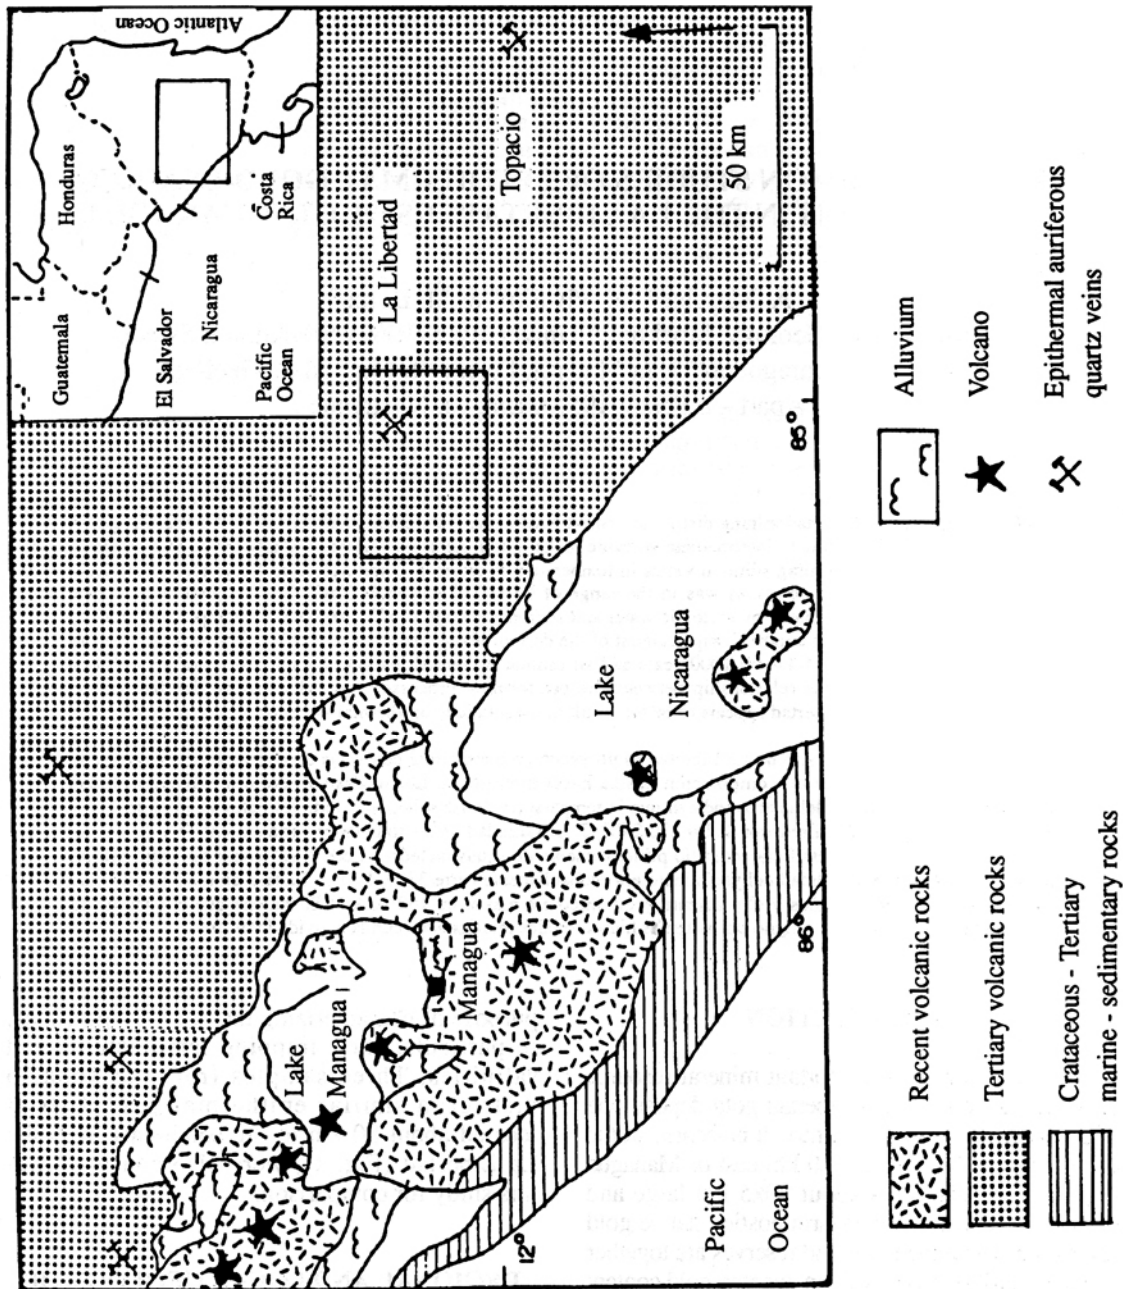 Atlantic Ocean
Honduras
Guatemala
El Salvador
Nicaragua
Costa
Rica
Pacific
Ocean
La Libertad
Topacio
50 km
Lake
Managua
Managua
Lake
Nicaragua
Pacific
Ocean
12°
86°
85°
Recent volcanic rocks
Tertiary volcanic rocks
Crataceous - Tertiary
marine - sedimentary rocks
Alluvium
Volcano
Epithermal auriferous
quartz veins